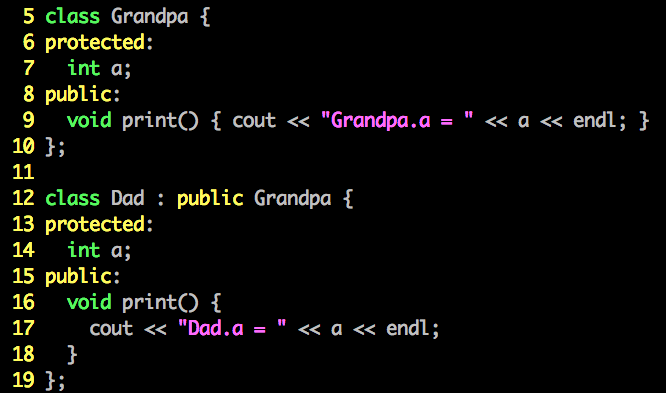 5 class Grandpa {
6 protected:
7   int a;
8 public:
9   void print() { cout << "Grandpa.a = " << a << endl; }
10 };
11
12 class Dad : public Grandpa {
13 protected:
14   int a;
15 public:
16   void print() {
17     cout << "Dad.a = " << a << endl;
18   }
19 };